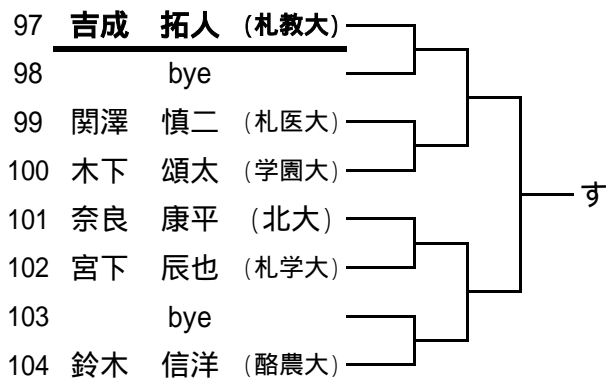 97 吉成 拓人 (札教大)
98 bye
99 関澤 慎二 (札医大)
100 木下 頌太 (学園大)
す
101 奈良 康平 (北大)
102 宮下 辰也 (札学大)
103 bye
104 鈴木 信洋 (酪農大)